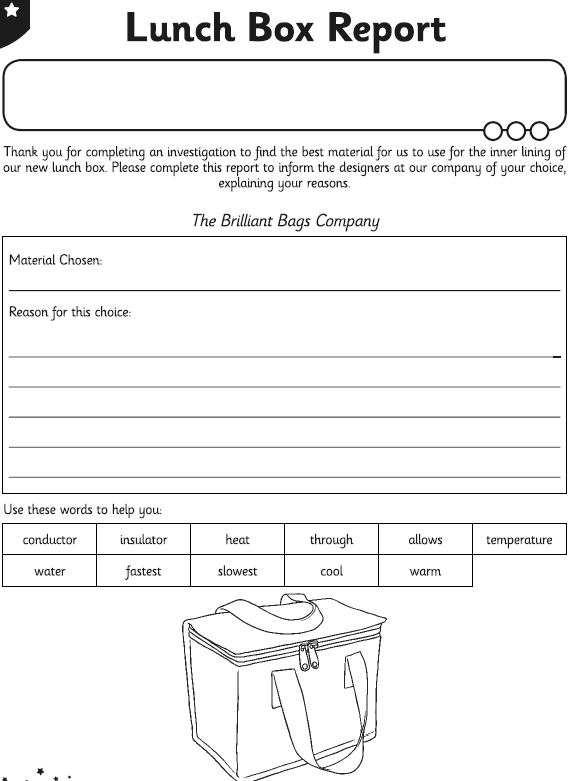 Lunch Box Report
Thank you for completing an investigation to find the best material for us to use for the inner lining of
our new lunch box. Please complete this report to inform the designers at our company of your choice,
explaining your reasons.
The Brilliant Bags Company
Material Chosen:
Reason for this choice:
Use these words to help you:
conductor insulator heat through allows temperature
water fastest slowest cool warm